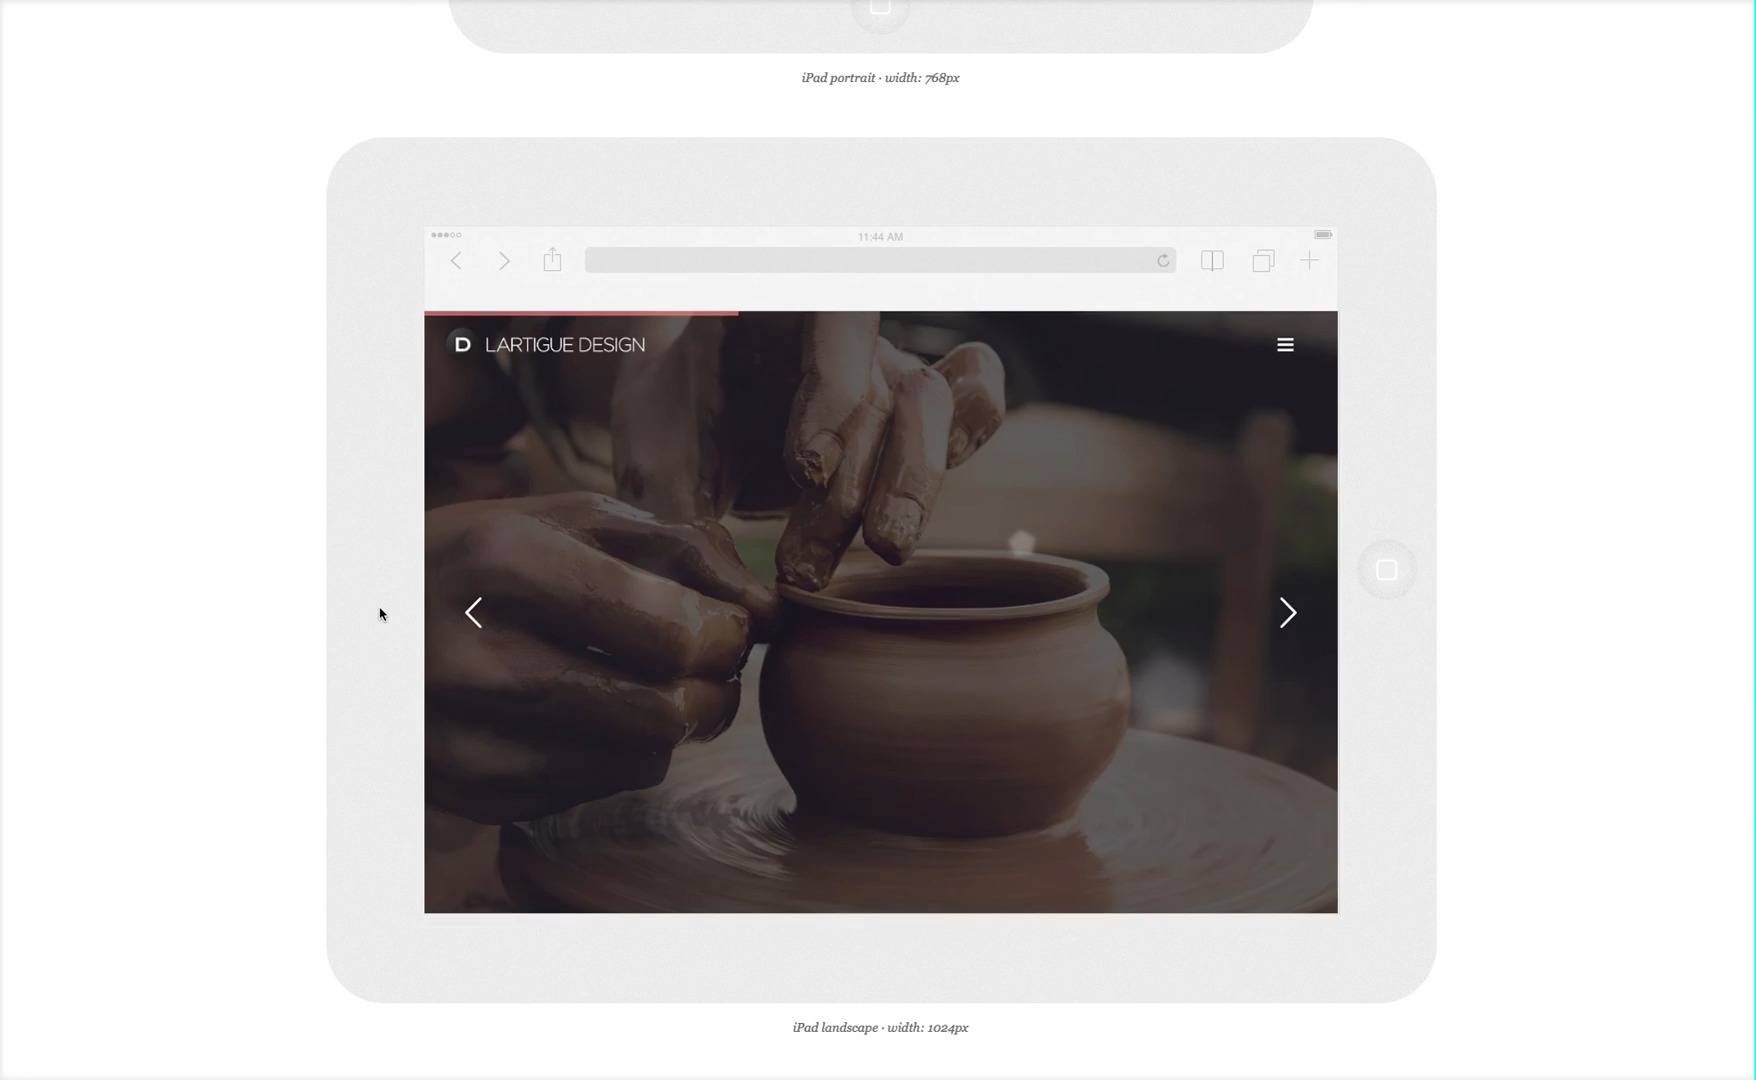 iPad portrait · width: 768px
11:44 AM
D LARTIGUE DESIGN
iPad landscape · width: 1024px